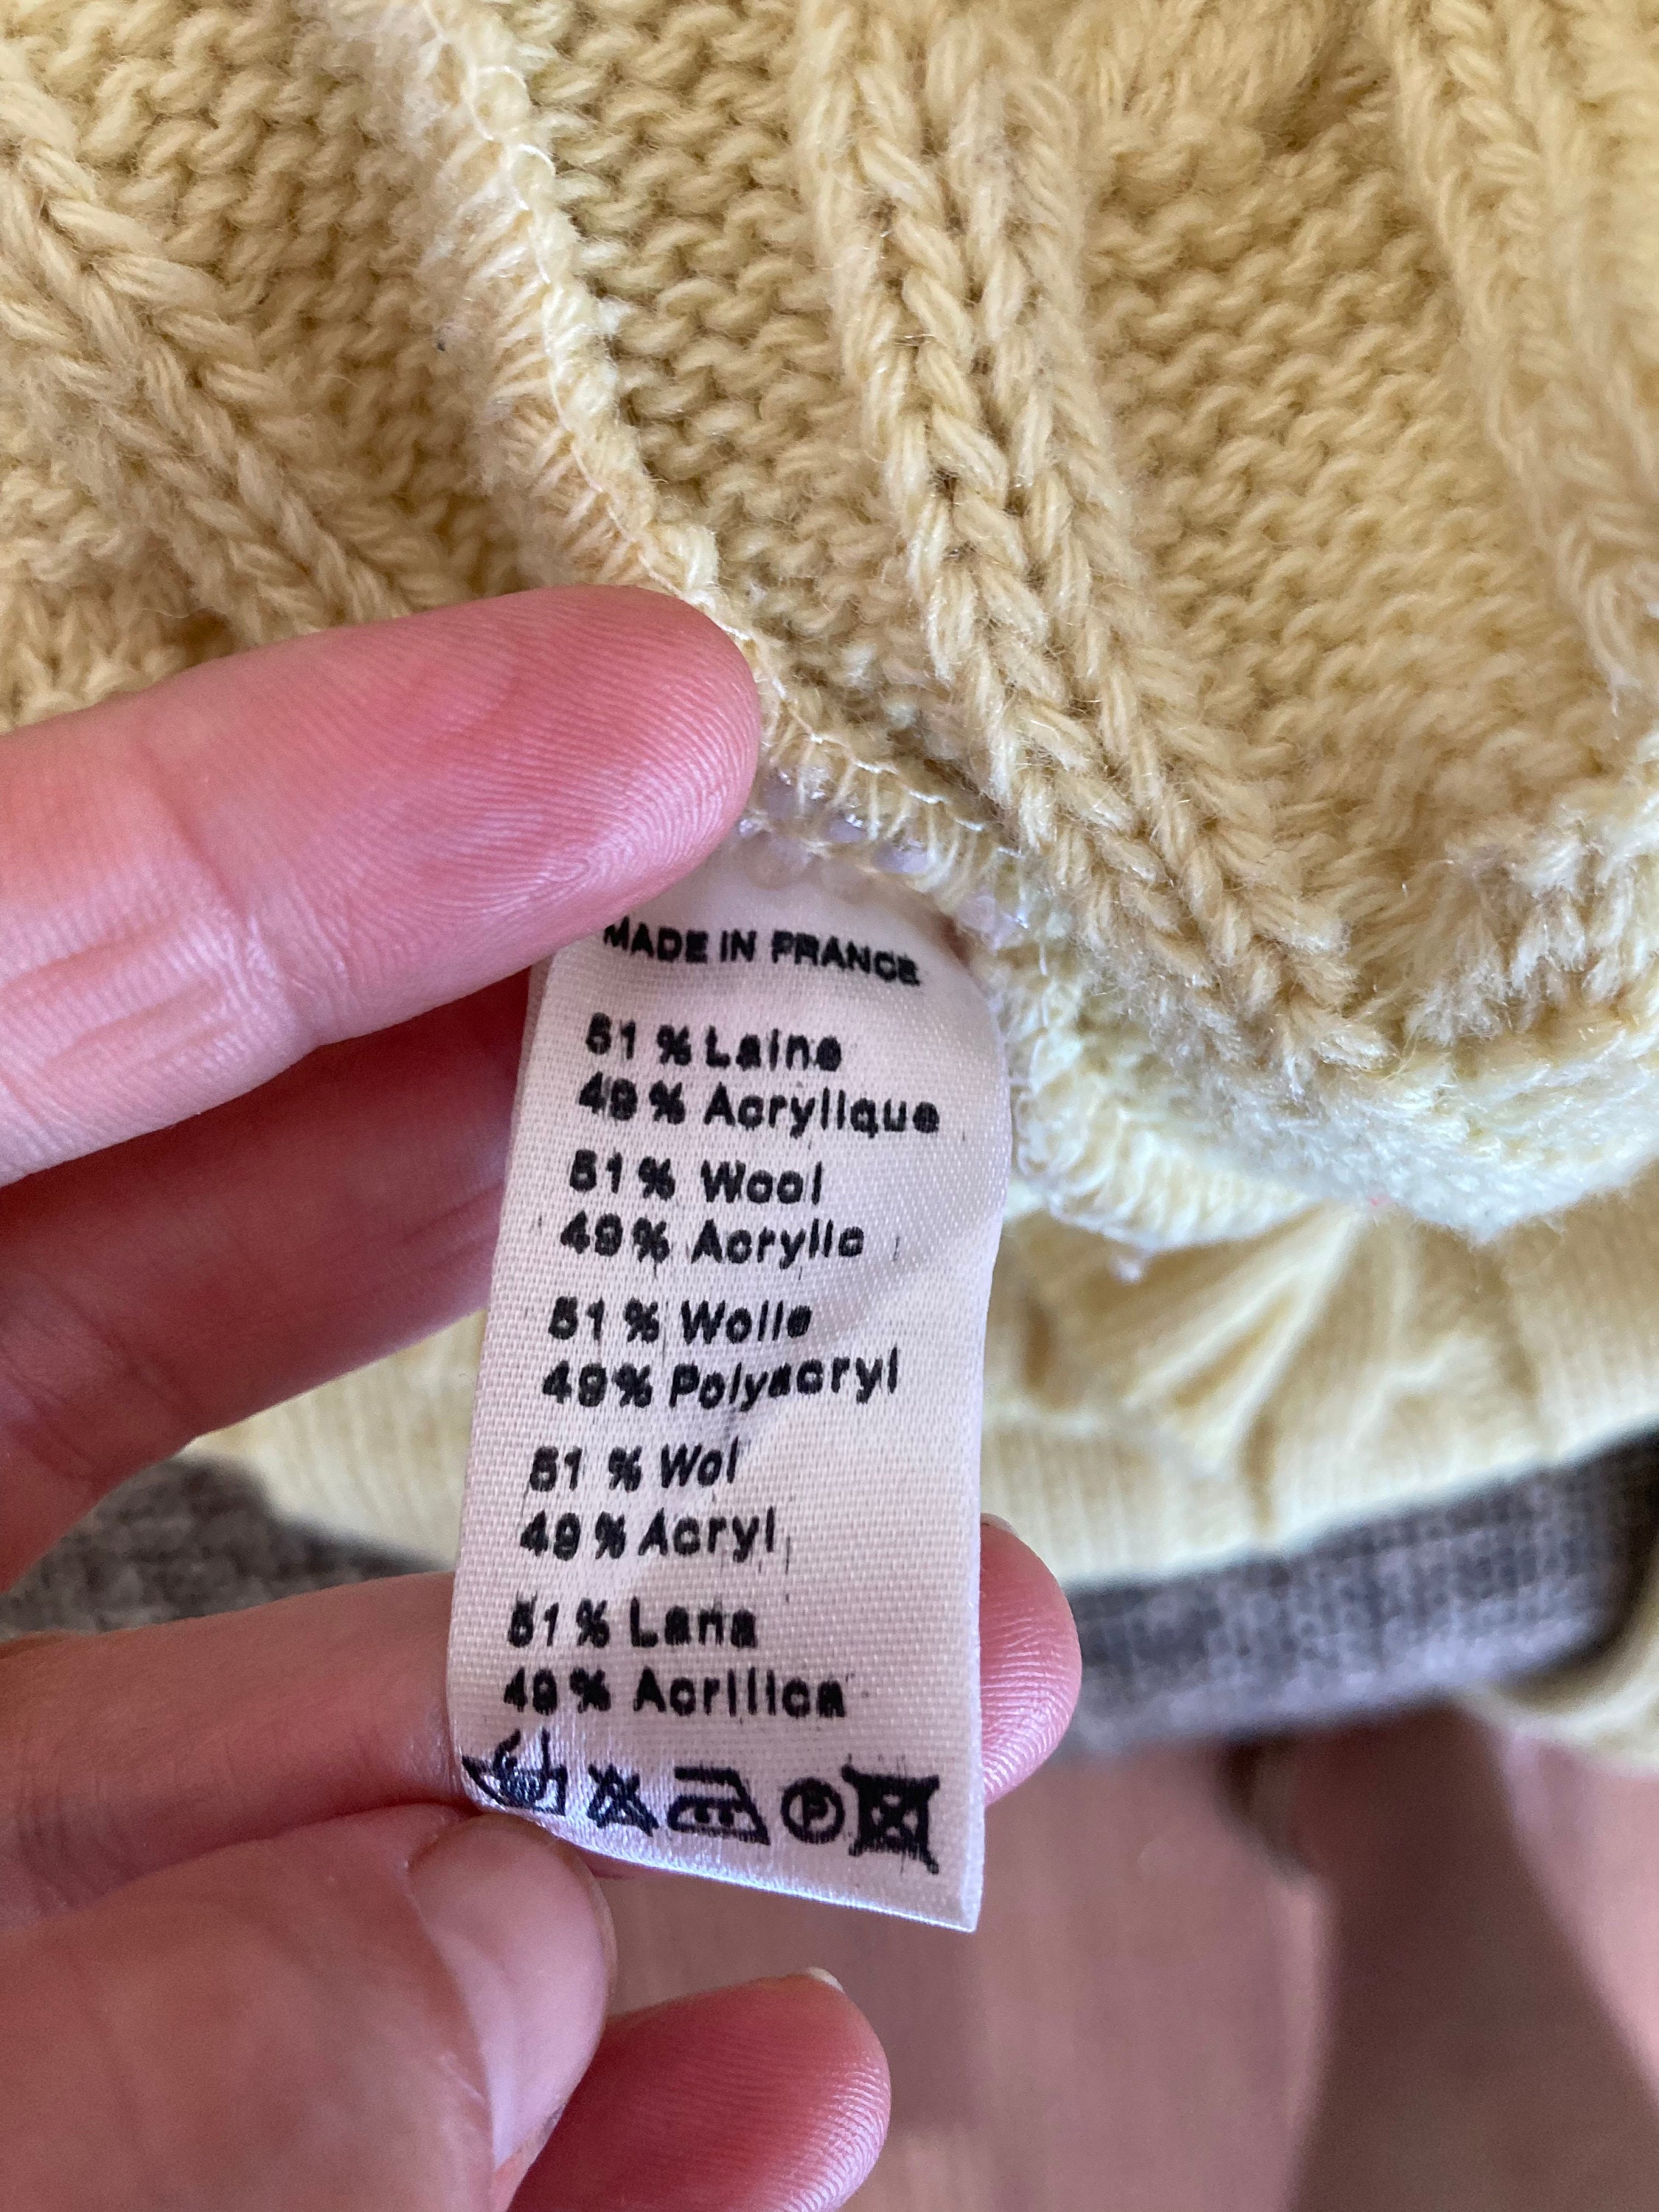 MADE IN FRANCE
51 % Laine
49 % Acrylique
51 % Wool
49 % Acrylic
51 % Wolle
49% Polyacryl
51 % Wol
49 % Acryl
51 % Lana
49 % Acrilica
P